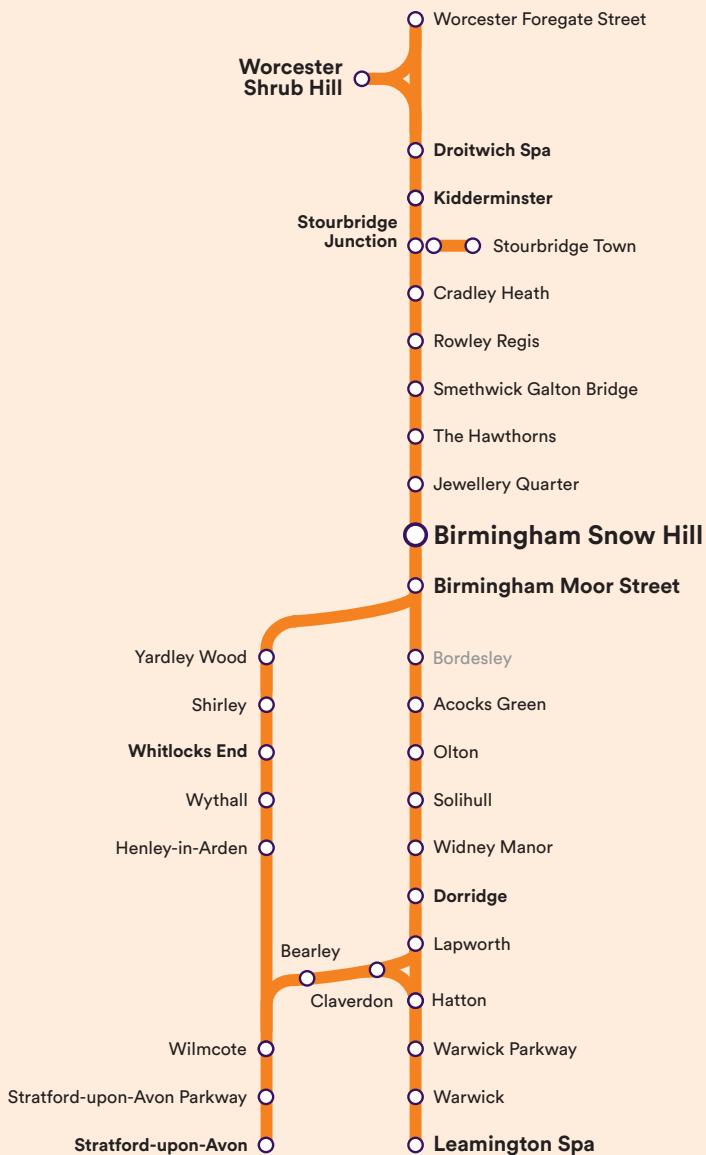 Worcester Foregate Street
Worcester
Shrub Hill
Droitwich Spa
Kidderminster
Stourbridge
Junction
Stourbridge Town
Cradley Heath
Rowley Regis
Smethwick Galton Bridge
The Hawthorns
Jewellery Quarter
Birmingham Snow Hill
Birmingham Moor Street
Yardley Wood
Bordesley
Shirley
Acocks Green
Whitlocks End
Olton
Wythall
Solihull
Henley-in-Arden
Widney Manor
Dorridge
Lapworth
Bearley
Claverdon
Hatton
Wilmcote
Warwick Parkway
Stratford-upon-Avon Parkway
Warwick
Stratford-upon-Avon
Leamington Spa